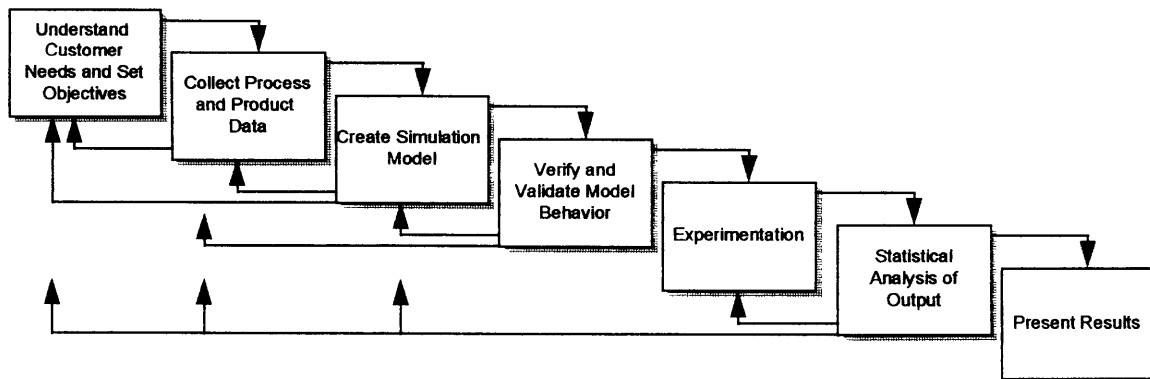 Understand
Customer
Needs and Set
Objectives
Collect Process
and Product
Data
Create Simulation
Model
Verify and
Validate Model
Behavior
Experimentation
Statistical
Analysis of
Output
Present Results